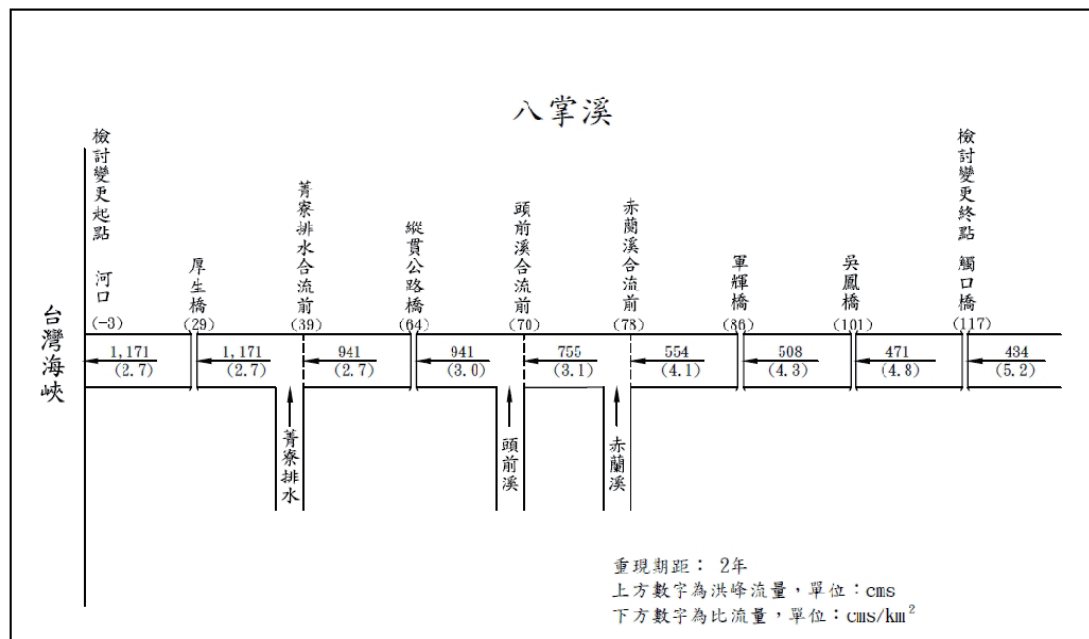 八掌溪
檢討變更起點 河口
厚生橋
菁寮排水合流前
縱貫公路橋
頭前溪合流前
赤蘭溪合流前
軍輝橋
吳鳳橋
檢討變更終點 觸口橋
(-3) (29) (39) (64) (70) (78) (86) (101) (117)
台灣海峽
1,171 1,171 941 941 755 554 508 471 434
(2.7) (2.7) (2.7) (3.0) (3.1) (4.1) (4.3) (4.8) (5.2)
菁寮排水
頭前溪
赤蘭溪
重現期距： 2年
上方數字為洪峰流量，單位：cms
下方數字為比流量，單位：cms/km²